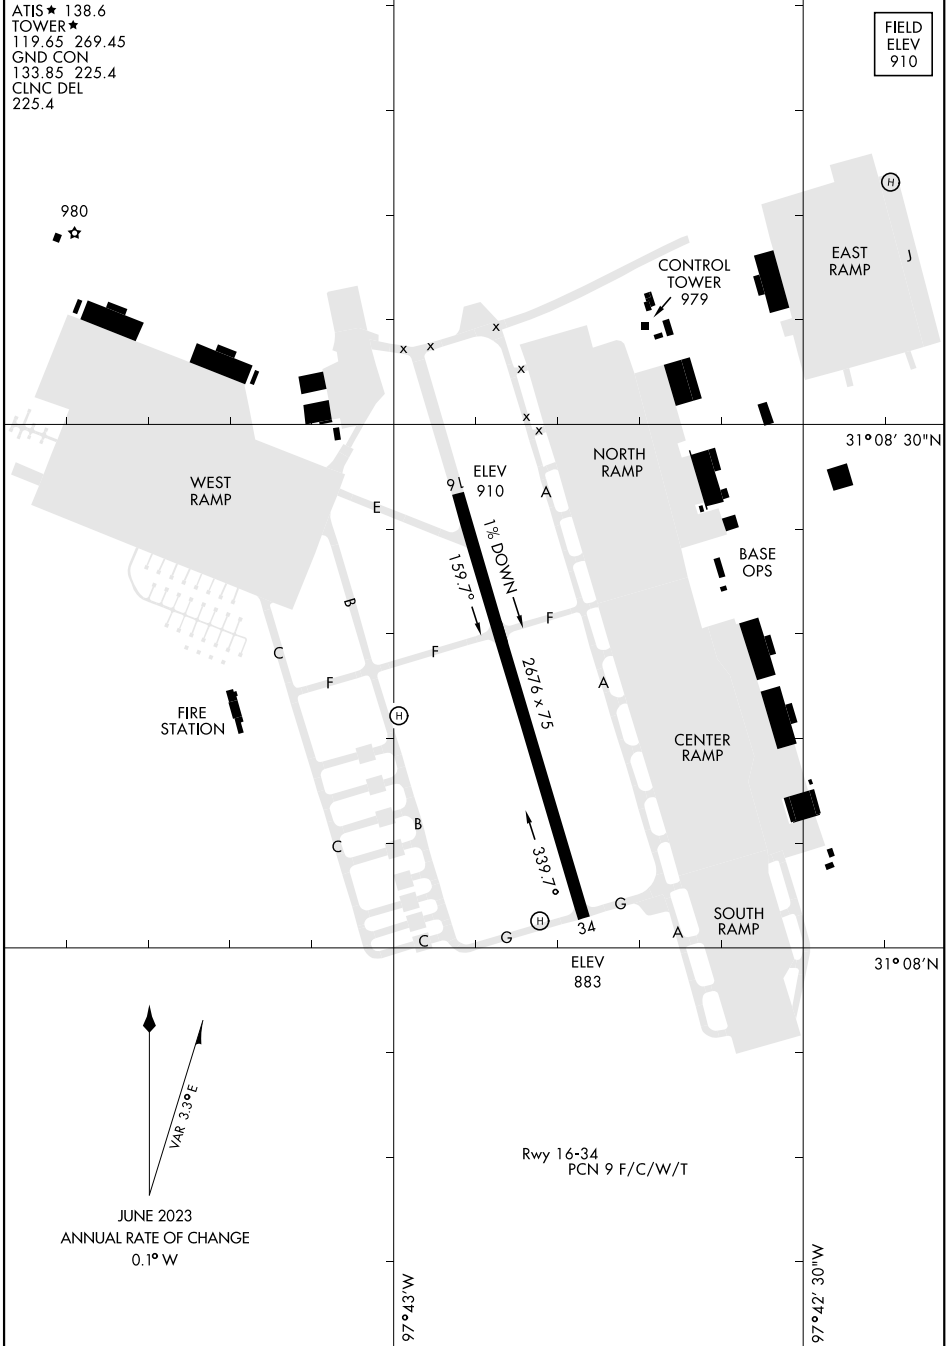 ATIS★ 138.6
TOWER★
119.65 269.45
GND CON
133.85 225.4
CLNC DEL
225.4
FIELD
ELEV
910
980
H
EAST
RAMP
J
CONTROL
TOWER
979
x
x
x
x
x
x
31°08' 30"N
NORTH
RAMP
WEST
RAMP
16
ELEV
910
A
E
1% DOWN
159.7°
BASE
OPS
B
F
C
F
F
A
2676 x 75
FIRE
STATION
H
CENTER
RAMP
B
C
339.7°
G
H
SOUTH
RAMP
34
A
C
G
ELEV
883
31°08'N
VAR 3.3°E
Rwy 16-34
PCN 9 F/C/W/T
JUNE 2023
ANNUAL RATE OF CHANGE
0.1° W
97°43'W
97°42' 30"W